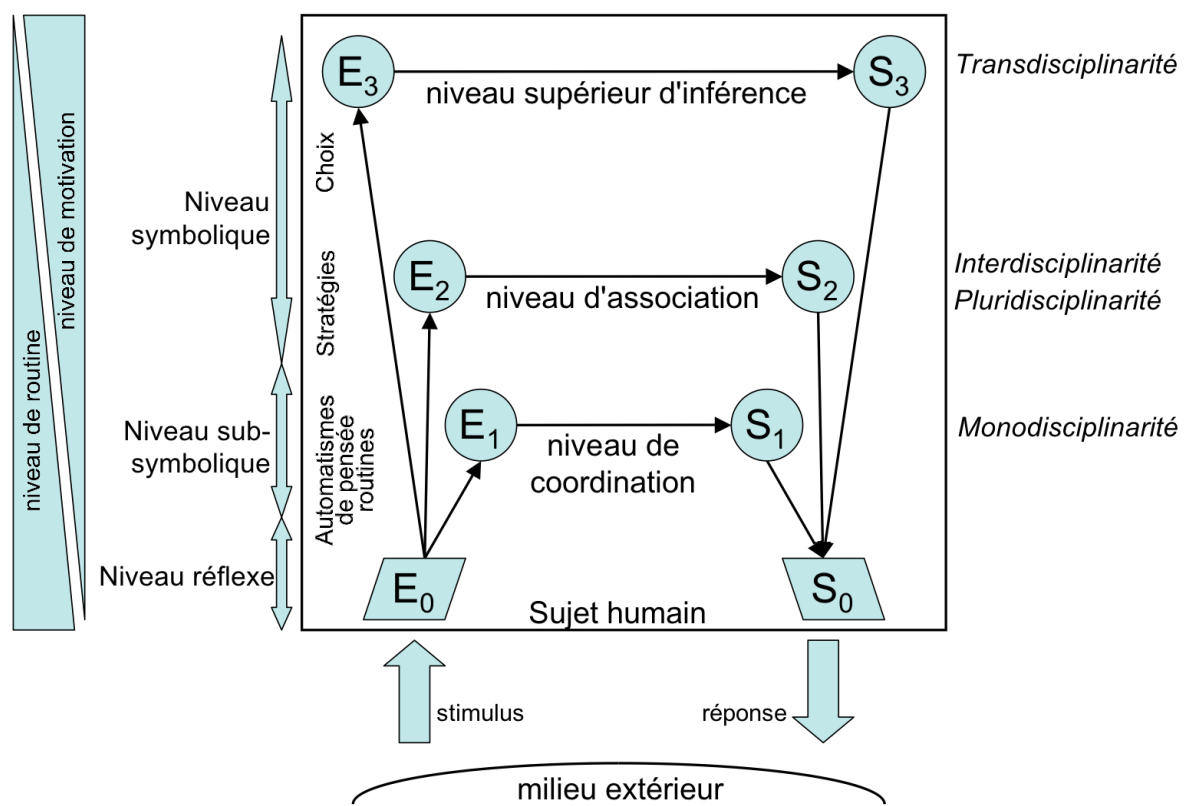 niveau de routine
niveau de motivation
Niveau
symbolique
Niveau sub-
symbolique
Niveau réflexe
Choix
Stratégies
Automatismes
de pensée
routines
E3
niveau supérieur d'inférence
S3
E2
niveau d'association
S2
E1
niveau de
coordination
S1
E0
Sujet humain
S0
Transdisciplinarité
Interdisciplinarité
Pluridisciplinarité
Monodisciplinarité
stimulus
réponse
milieu extérieur